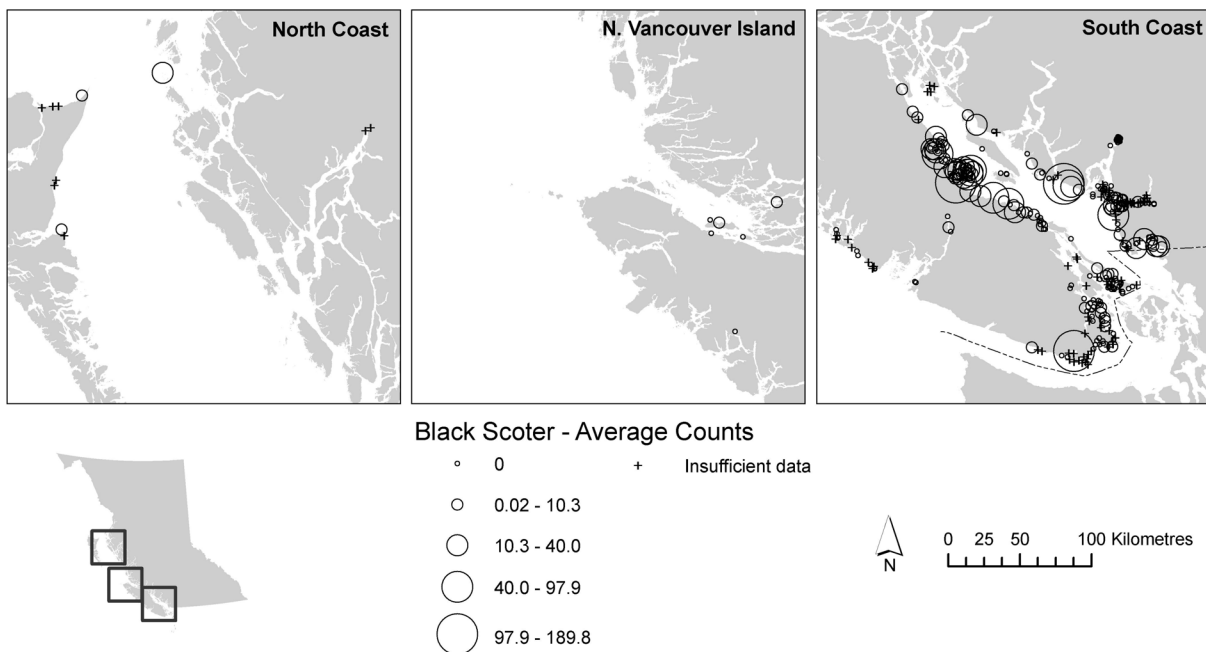 North Coast
N. Vancouver Island
South Coast
Black Scoter - Average Counts
0
+ Insufficient data
0.02 - 10.3
10.3 - 40.0
40.0 - 97.9
97.9 - 189.8
N
0 25 50 100 Kilometres